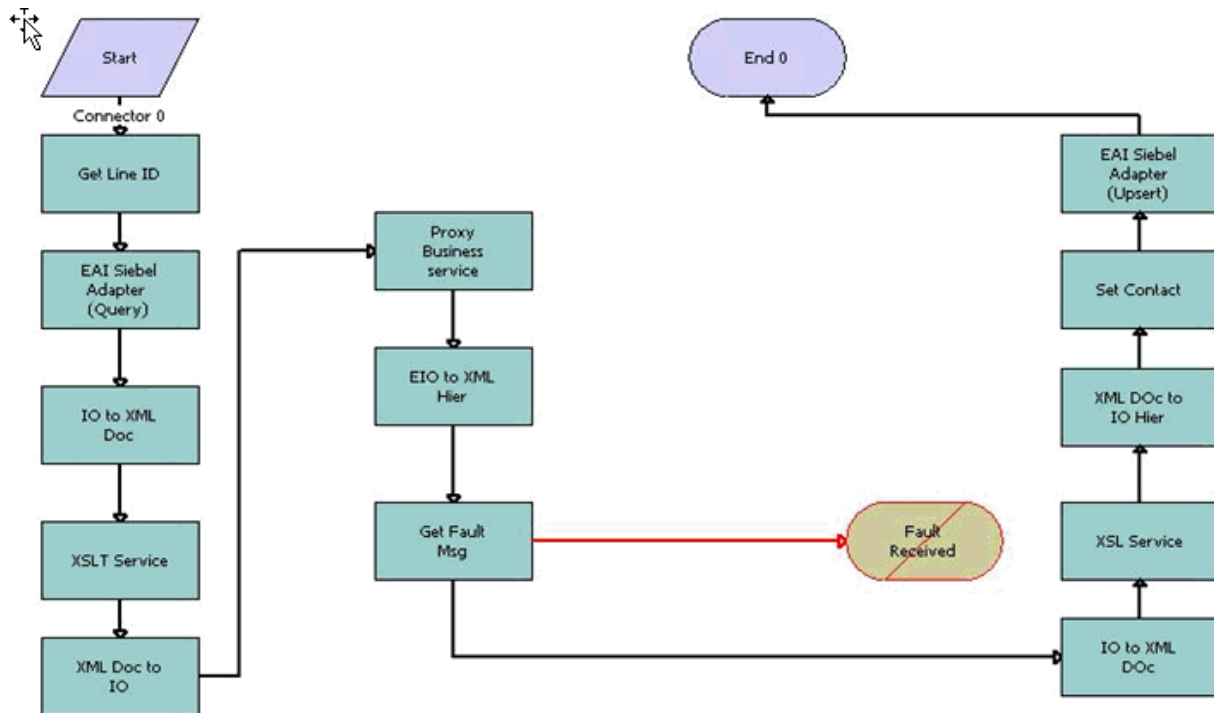 Start
Connector 0
Get Line ID
EAI Siebel
Adapter
(Query)
IO to XML
Doc
XSLT Service
XML Doc to
IO
Proxy
Business
service
EIO to XML
Hier
Get Fault
Msg
Fault
Received
End 0
EAI Siebel
Adapter
(Upsert)
Set Contact
XML DOc to
IO Hier
XSL Service
IO to XML
DOc